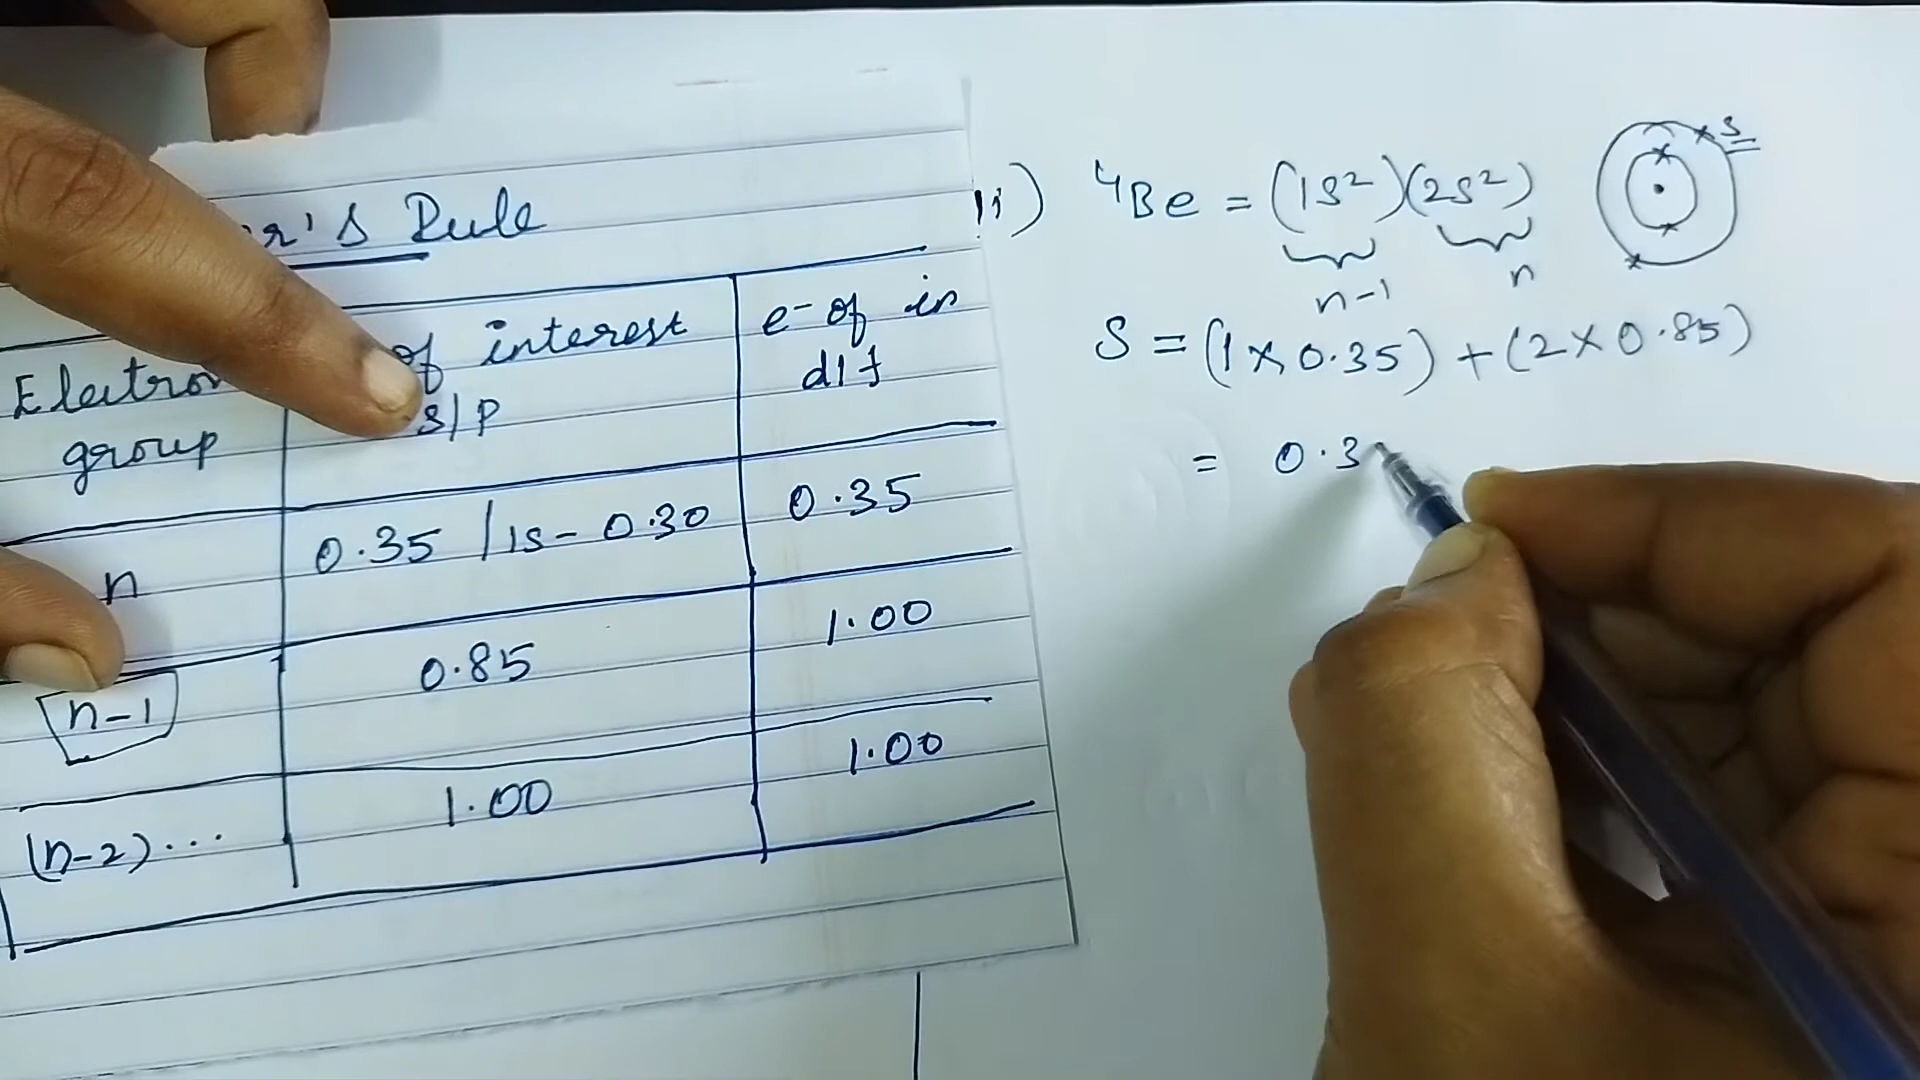 Rule
Electron of interest e- of in
group s/p d/f
n 0.35 / 1s - 0.30 0.35
n-1 0.85 1.00
(n-2)... 1.00 1.00
ii) 4Be = (1s²)(2s²) s
n-1 n
S = (1 × 0.35) + (2 × 0.85)
= 0.3